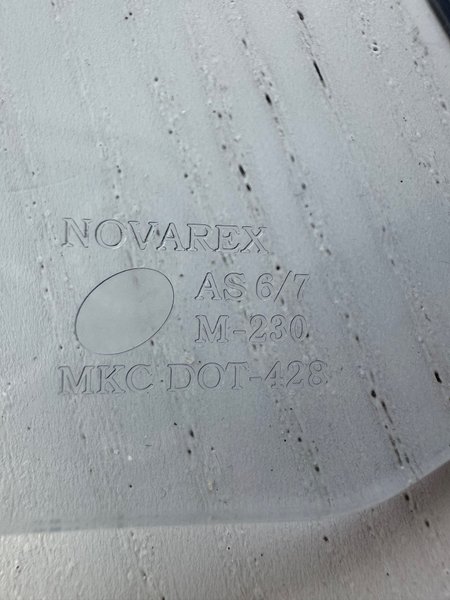 NOVAREX
AS 6/7
M-230
MKC DOT-428